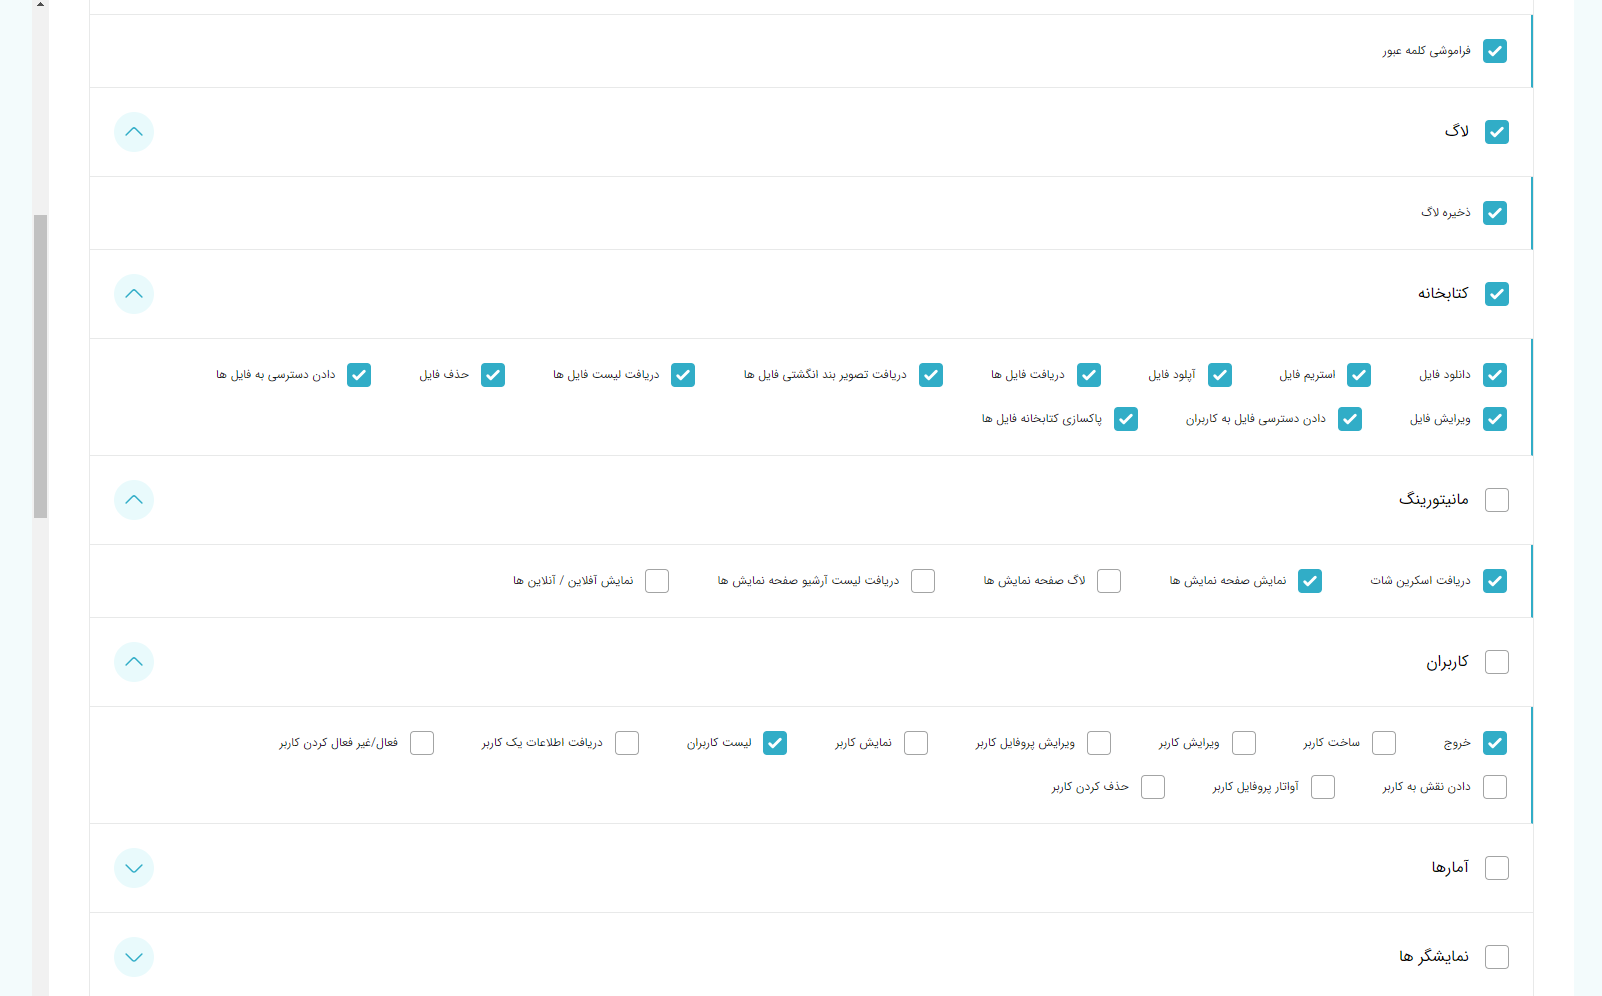 فراموشی کلمه عبور
لاگ
ذخیره لاگ
کتابخانه
دانلود فایل استریم فایل آپلود فایل دریافت فایل ها دریافت تصویر بند انگشتی فایل ها دریافت لیست فایل ها حذف فایل دادن دسترسی به فایل ها
ویرایش فایل دادن دسترسی فایل به کاربران پاکسازی کتابخانه فایل ها
مانیتورینگ
دریافت اسکرین شات نمایش صفحه نمایش ها لاگ صفحه نمایش ها دریافت لیست آرشیو صفحه نمایش ها نمایش آفلاین / آنلاین ها
کاربران
خروج ساخت کاربر ویرایش کاربر ویرایش پروفایل کاربر نمایش کاربر لیست کاربران دریافت اطلاعات یک کاربر فعال/غیر فعال کردن کاربر
دادن نقش به کاربر آواتار پروفایل کاربر حذف کردن کاربر
آمارها
نمایشگر ها